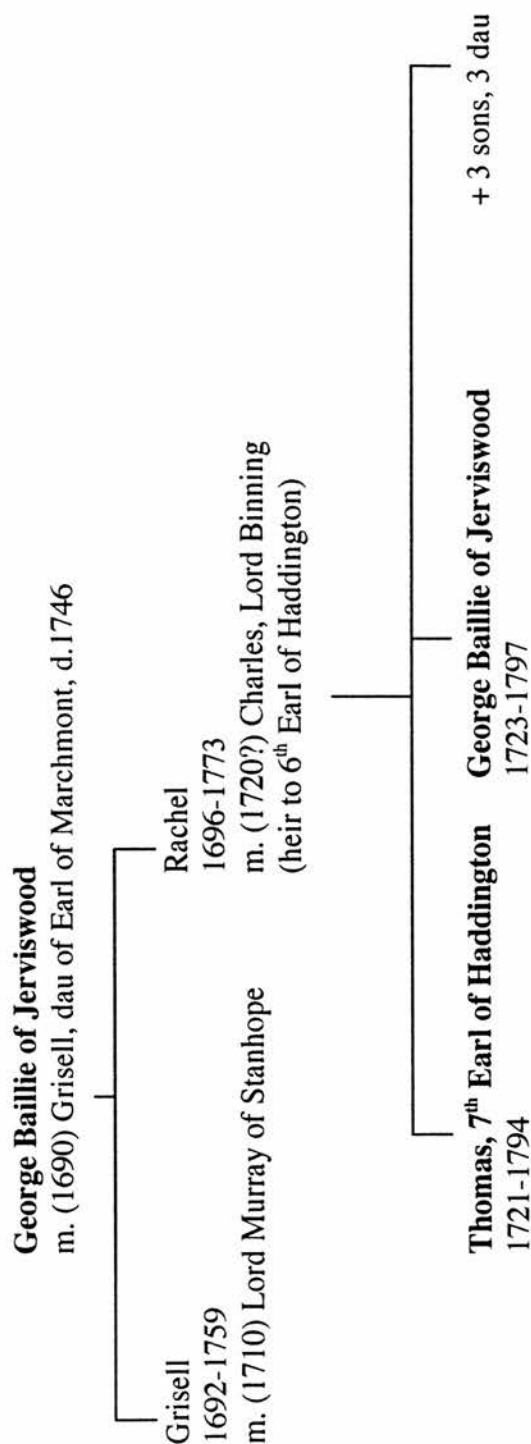 George Baillie of Jerviswood
m. (1690) Grisell, dau of Earl of Marchmont, d.1746
Grisell
1692-1759
m. (1710) Lord Murray of Stanhope
Rachel
1696-1773
m. (1720?) Charles, Lord Binning
(heir to 6th Earl of Haddington)
Thomas, 7th Earl of Haddington
1721-1794
George Baillie of Jerviswood
1723-1797
+ 3 sons, 3 dau